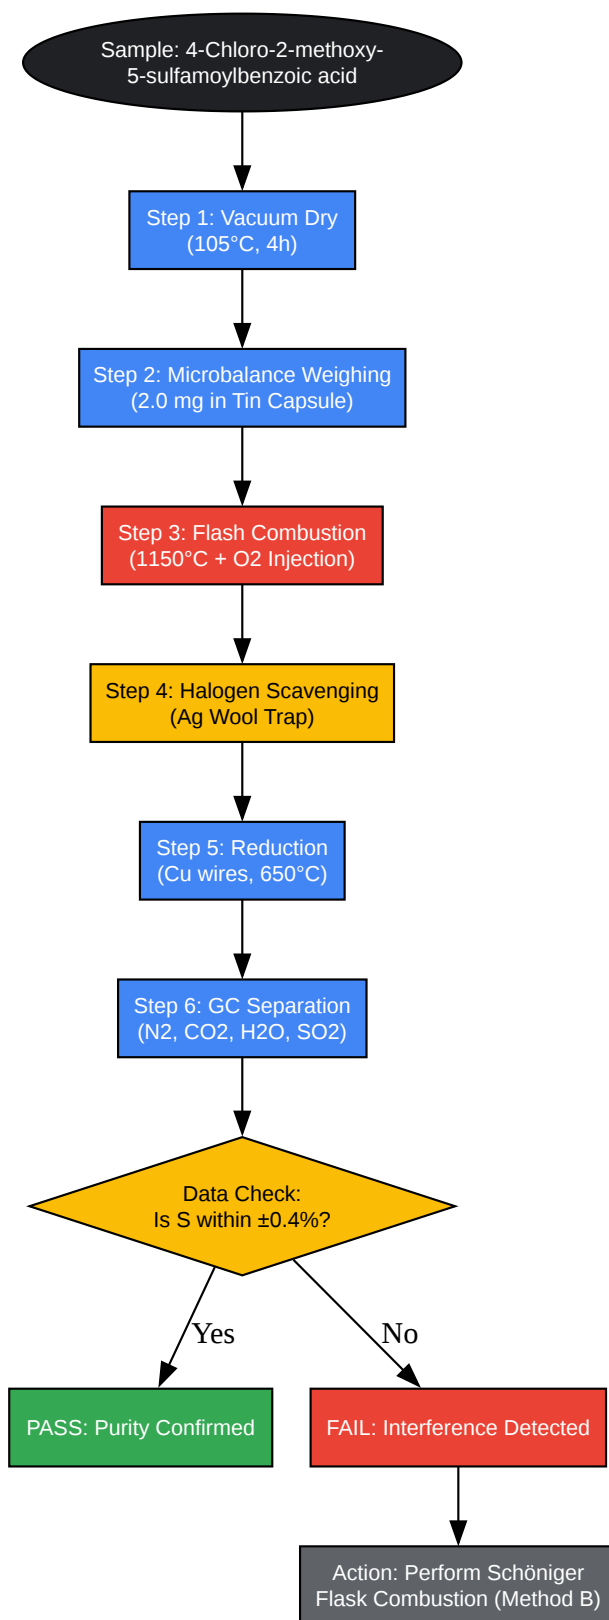 Sample: 4-Chloro-2-methoxy-
5-sulfamoylbenzoic acid
Step 1: Vacuum Dry
(105°C, 4h)
Step 2: Microbalance Weighing
(2.0 mg in Tin Capsule)
Step 3: Flash Combustion
(1150°C + O2 Injection)
Step 4: Halogen Scavenging
(Ag Wool Trap)
Step 5: Reduction
(Cu wires, 650°C)
Step 6: GC Separation
(N2, CO2, H2O, SO2)
Data Check:
Is S within ±0.4%?
Yes
No
PASS: Purity Confirmed
FAIL: Interference Detected
Action: Perform Schöniger
Flask Combustion (Method B)